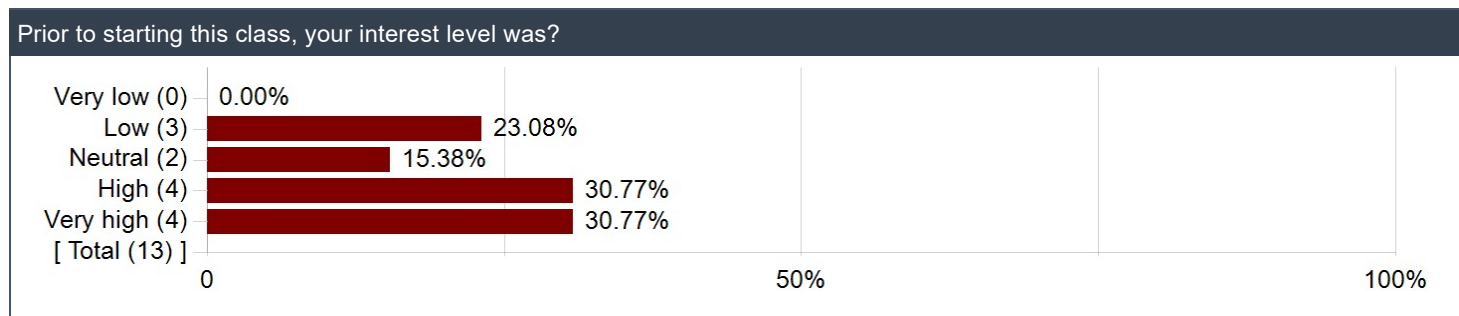 Prior to starting this class, your interest level was?
Very low (0) 0.00%
Low (3) 23.08%
Neutral (2) 15.38%
High (4) 30.77%
Very high (4) 30.77%
[ Total (13) ]
0 50% 100%